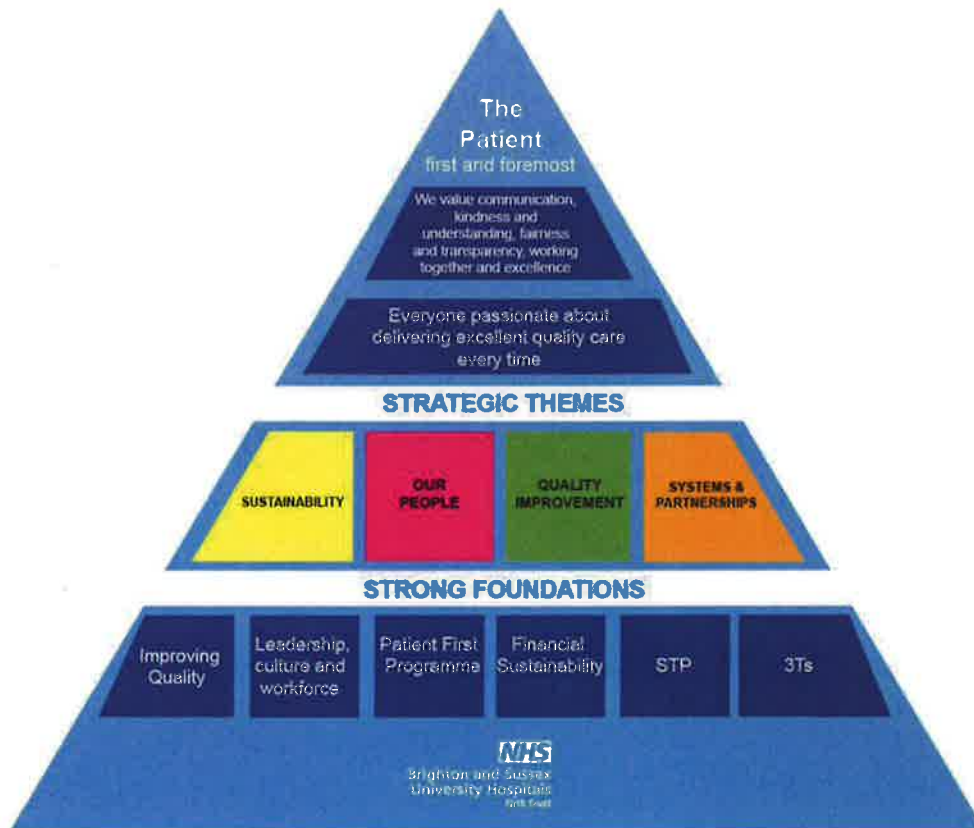 The
Patient
first and foremost
We value communication,
kindness and
understanding, fairness
and transparency, working
together and excellence
Everyone passionate about
delivering excellent quality care
every time
STRATEGIC THEMES
SUSTAINABILITY
OUR
PEOPLE
QUALITY
IMPROVEMENT
SYSTEMS &
PARTNERSHIPS
STRONG FOUNDATIONS
Improving
Quality
Leadership,
culture and
workforce
Patient First
Programme
Financial
Sustainability
STP
3Ts
NHS
Brighton and Sussex
University Hospitals
NHS Trust